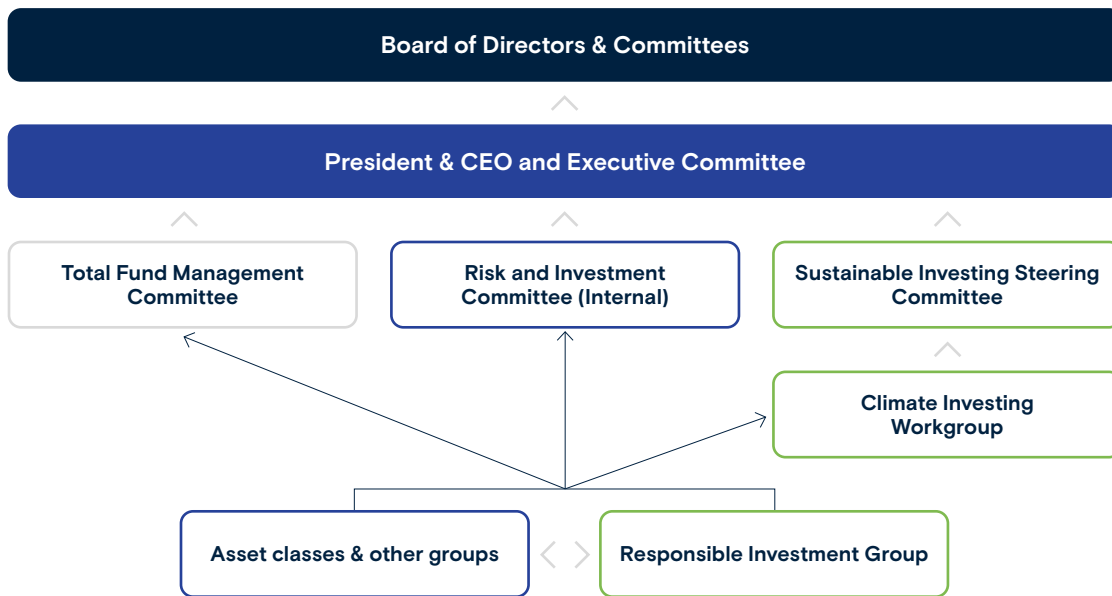 Board of Directors & Committees
President & CEO and Executive Committee
Total Fund Management
Committee
Risk and Investment
Committee (Internal)
Sustainable Investing Steering
Committee
Climate Investing
Workgroup
Asset classes & other groups
Responsible Investment Group